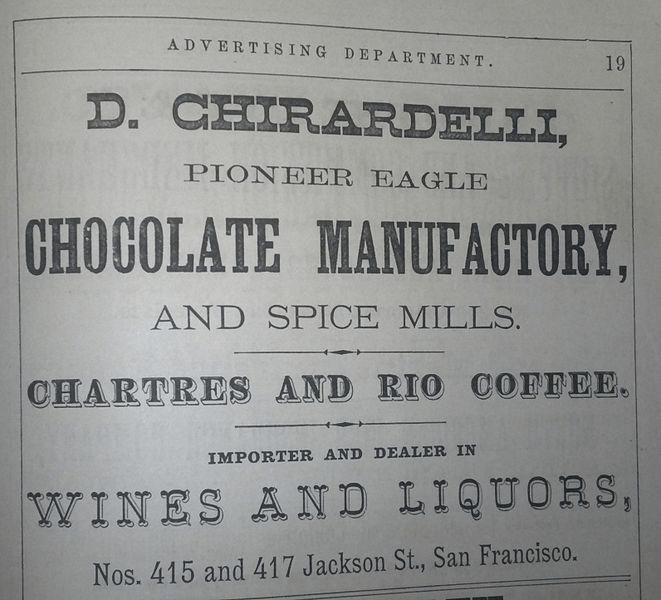 ADVERTISING DEPARTMENT. 19
D. CHIRARDELLI,
PIONEER EAGLE
CHOCOLATE MANUFACTORY,
AND SPICE MILLS.
CHARTRES AND RIO COFFEE.
IMPORTER AND DEALER IN
WINES AND LIQUORS,
Nos. 415 and 417 Jackson St., San Francisco.